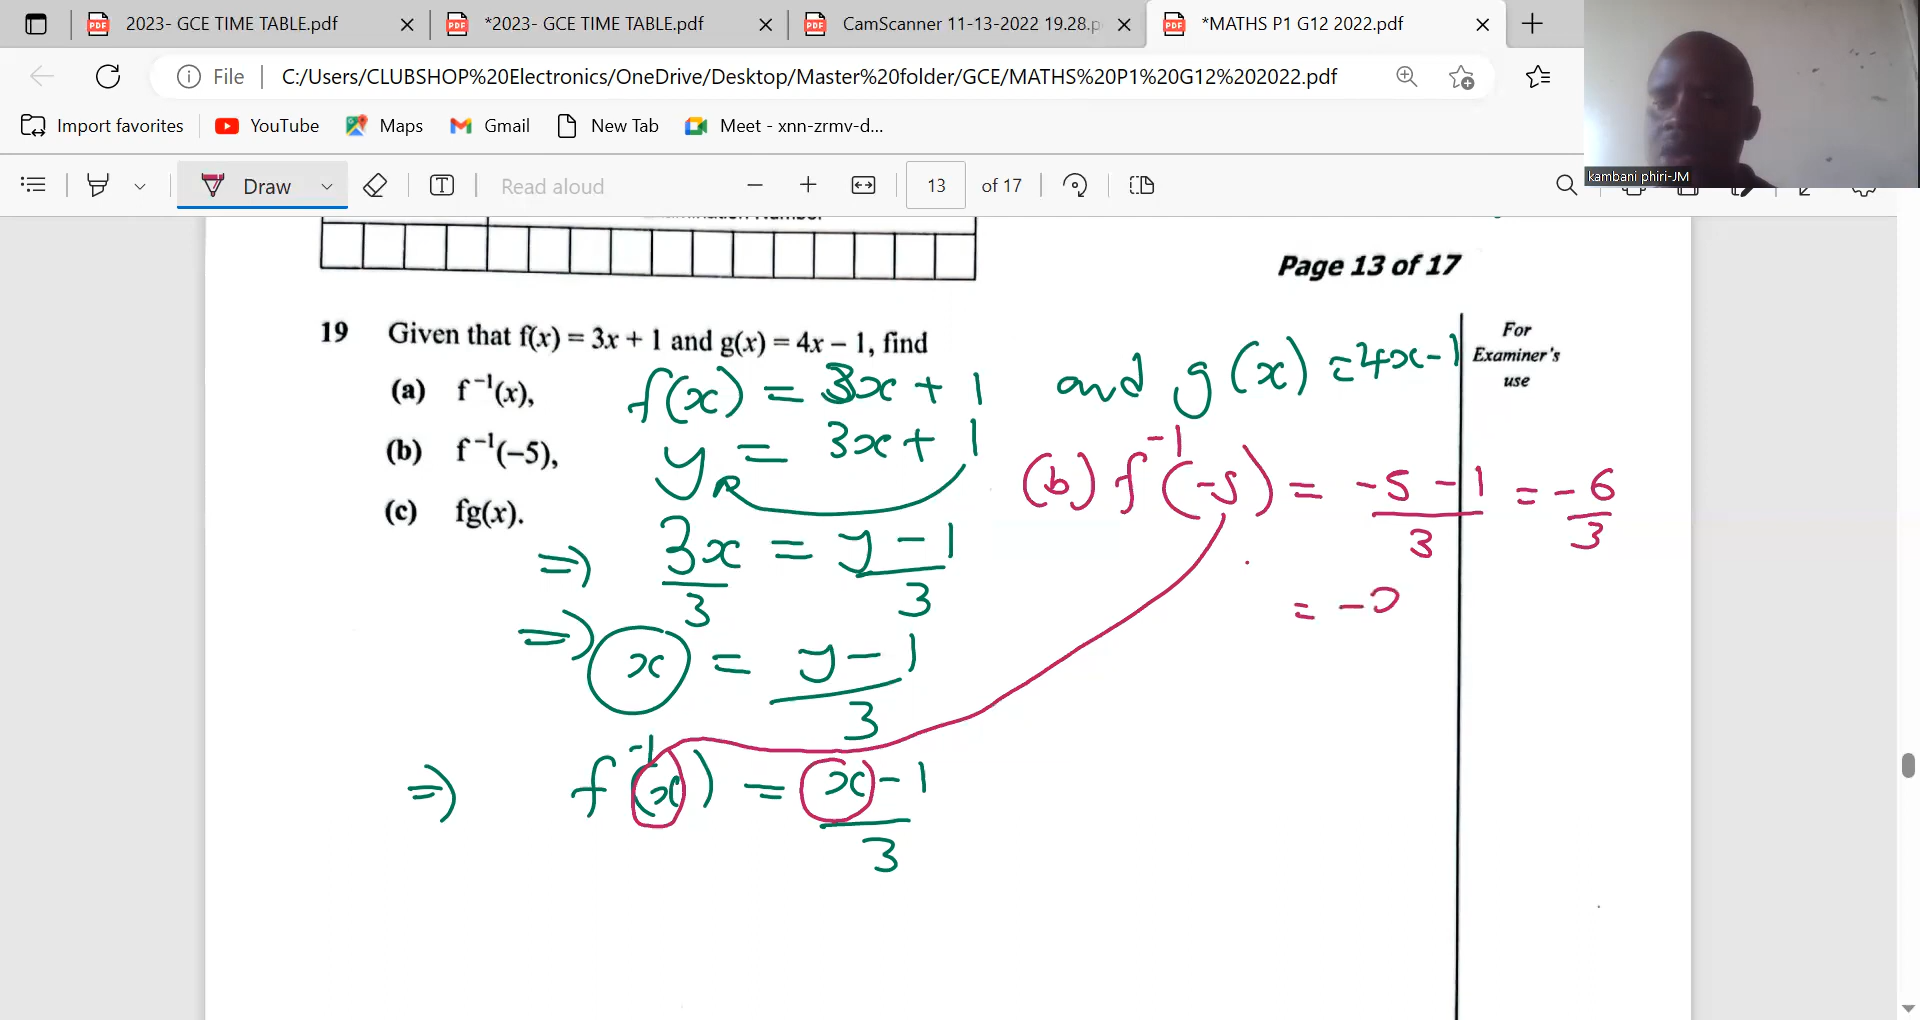 2023- GCE TIME TABLE.pdf
*2023- GCE TIME TABLE.pdf
CamScanner 11-13-2022 19.28.p
*MATHS P1 G12 2022.pdf
File
C:/Users/CLUBSHOP%20Electronics/OneDrive/Desktop/Master%20folder/GCE/MATHS%20P1%20G12%202022.pdf
Import favorites
YouTube
Maps
Gmail
New Tab
Meet - xnn-zrmv-d...
kambani phiri-JM
Draw
Read aloud
13 of 17
Page 13 of 17
19 Given that f(x) = 3x + 1 and g(x) = 4x – 1, find
For
Examiner's
use
(a) f⁻¹(x),
(b) f⁻¹(–5),
(c) fg(x).
f(x) = 3x + 1 and g(x) = 4x-1
y = 3x + 1
⇒ 3x/3 = y - 1/3
⇒ x = y - 1/3
⇒ f⁻¹(x) = x - 1/3
(b) f⁻¹(-5) = -5 - 1/3 = -6/3
= -